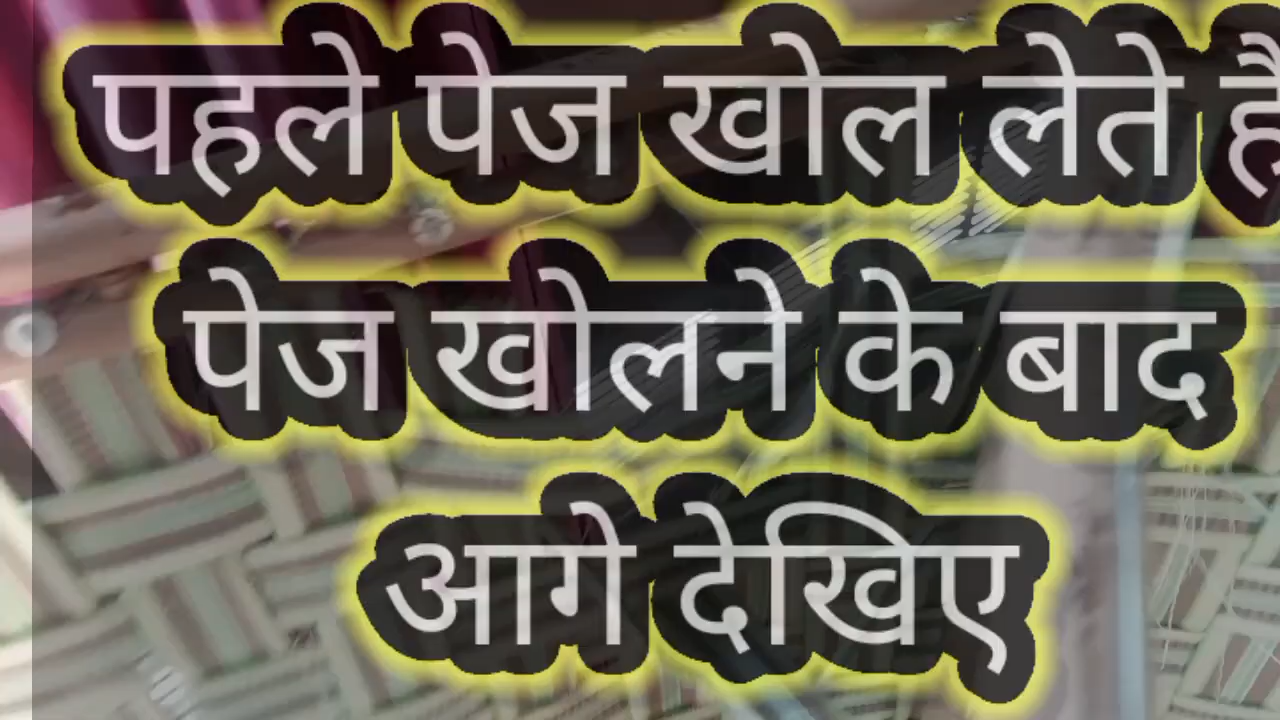 पहले पेज खोल लेते है
पेज खोलने के बाद
आगे देखिए